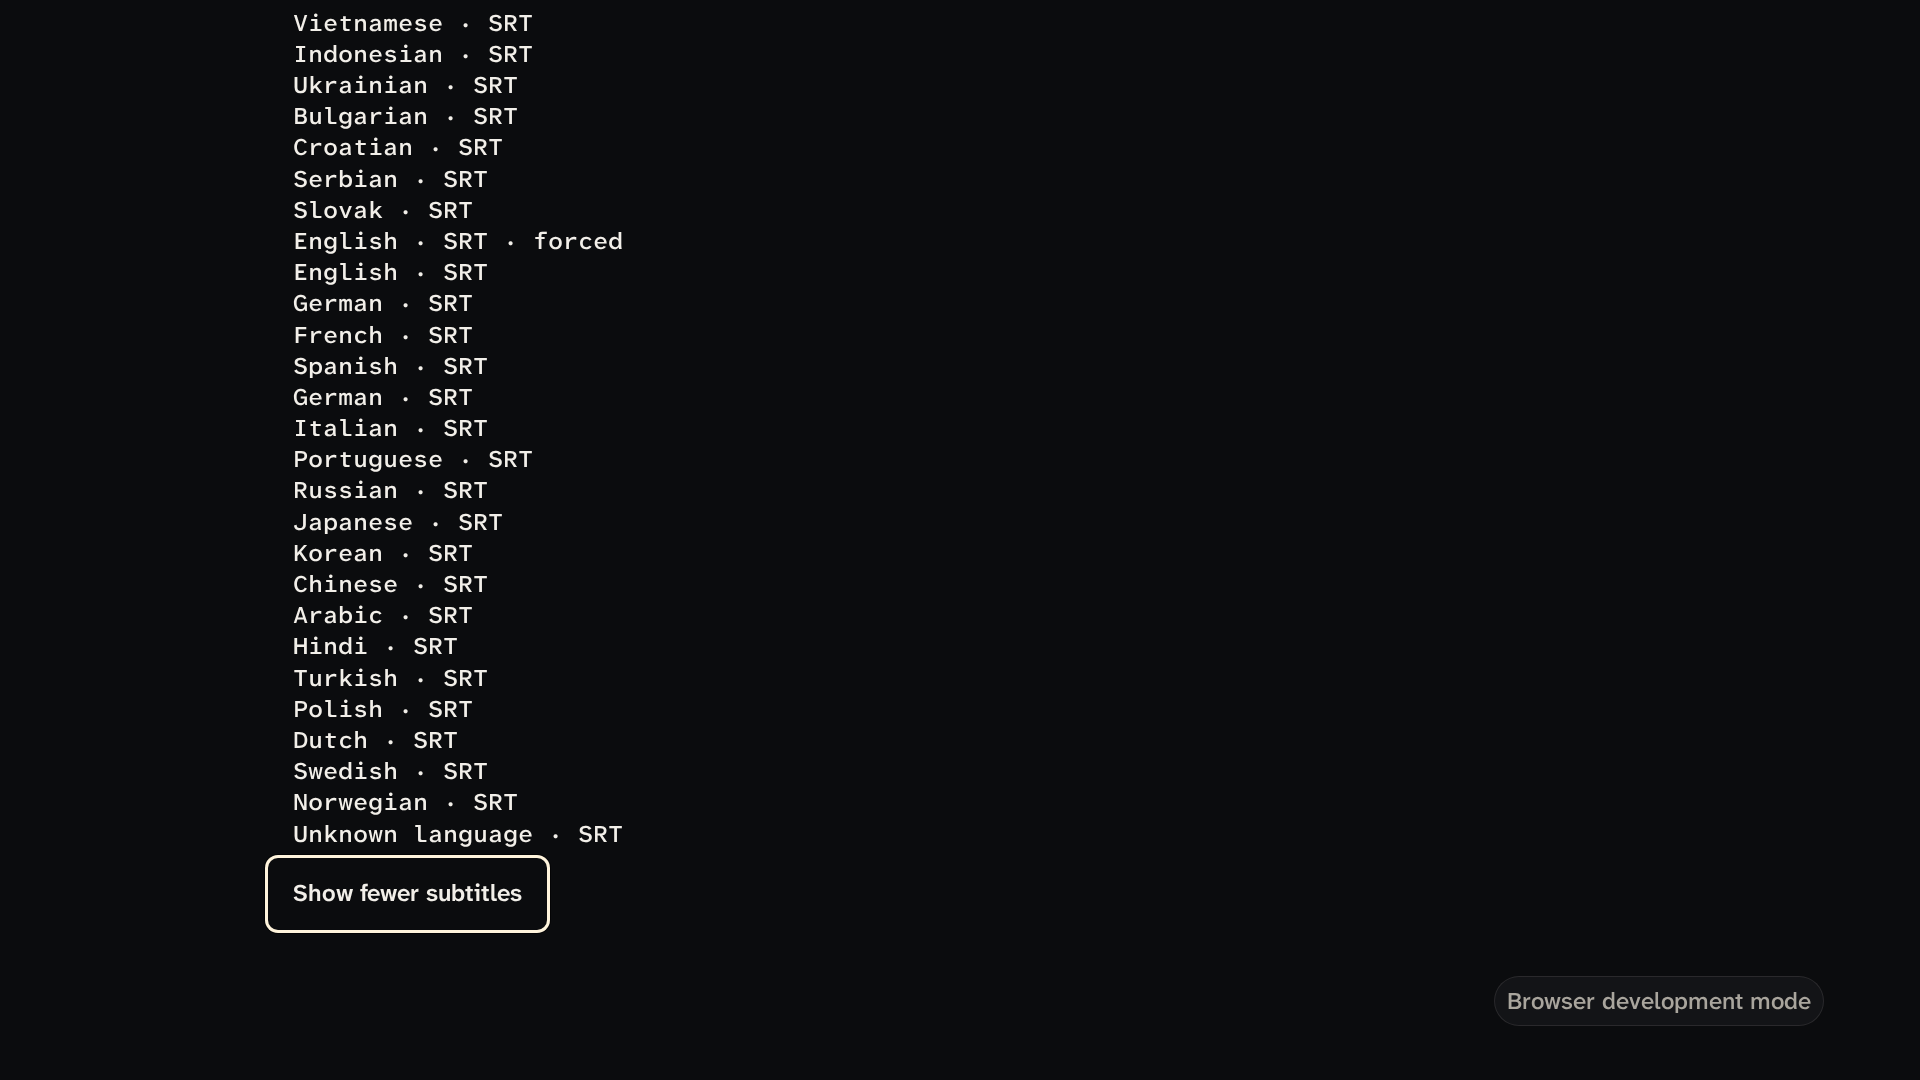 Vietnamese · SRT
Indonesian · SRT
Ukrainian · SRT
Bulgarian · SRT
Croatian · SRT
Serbian · SRT
Slovak · SRT
English · SRT · forced
English · SRT
German · SRT
French · SRT
Spanish · SRT
German · SRT
Italian · SRT
Portuguese · SRT
Russian · SRT
Japanese · SRT
Korean · SRT
Chinese · SRT
Arabic · SRT
Hindi · SRT
Turkish · SRT
Polish · SRT
Dutch · SRT
Swedish · SRT
Norwegian · SRT
Unknown language · SRT
Show fewer subtitles
Browser development mode